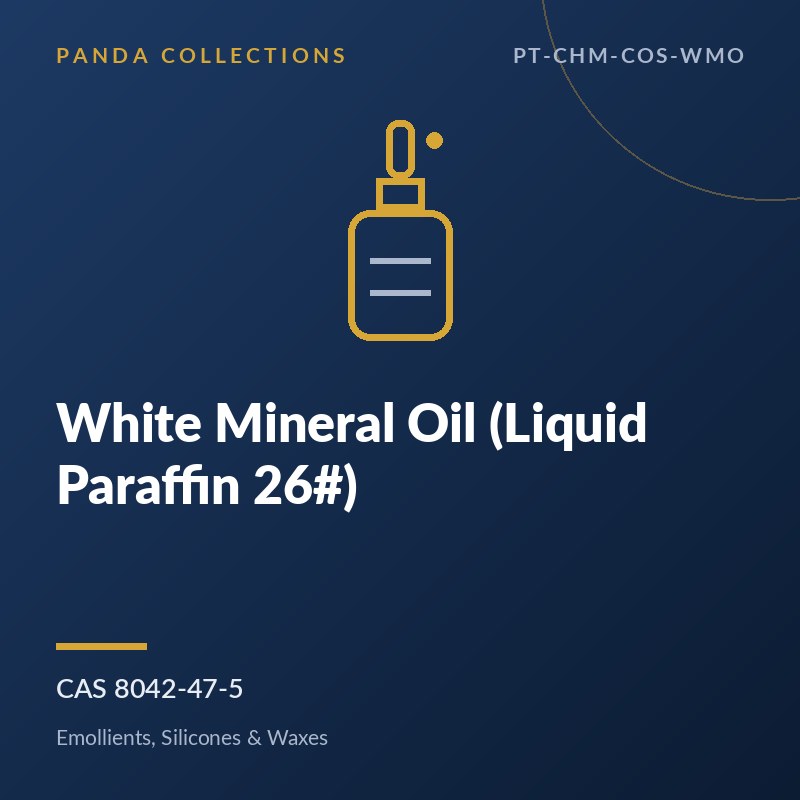 PANDA COLLECTIONS
PT-CHM-COS-WMO
White Mineral Oil (Liquid
Paraffin 26#)
CAS 8042-47-5
Emollients, Silicones & Waxes